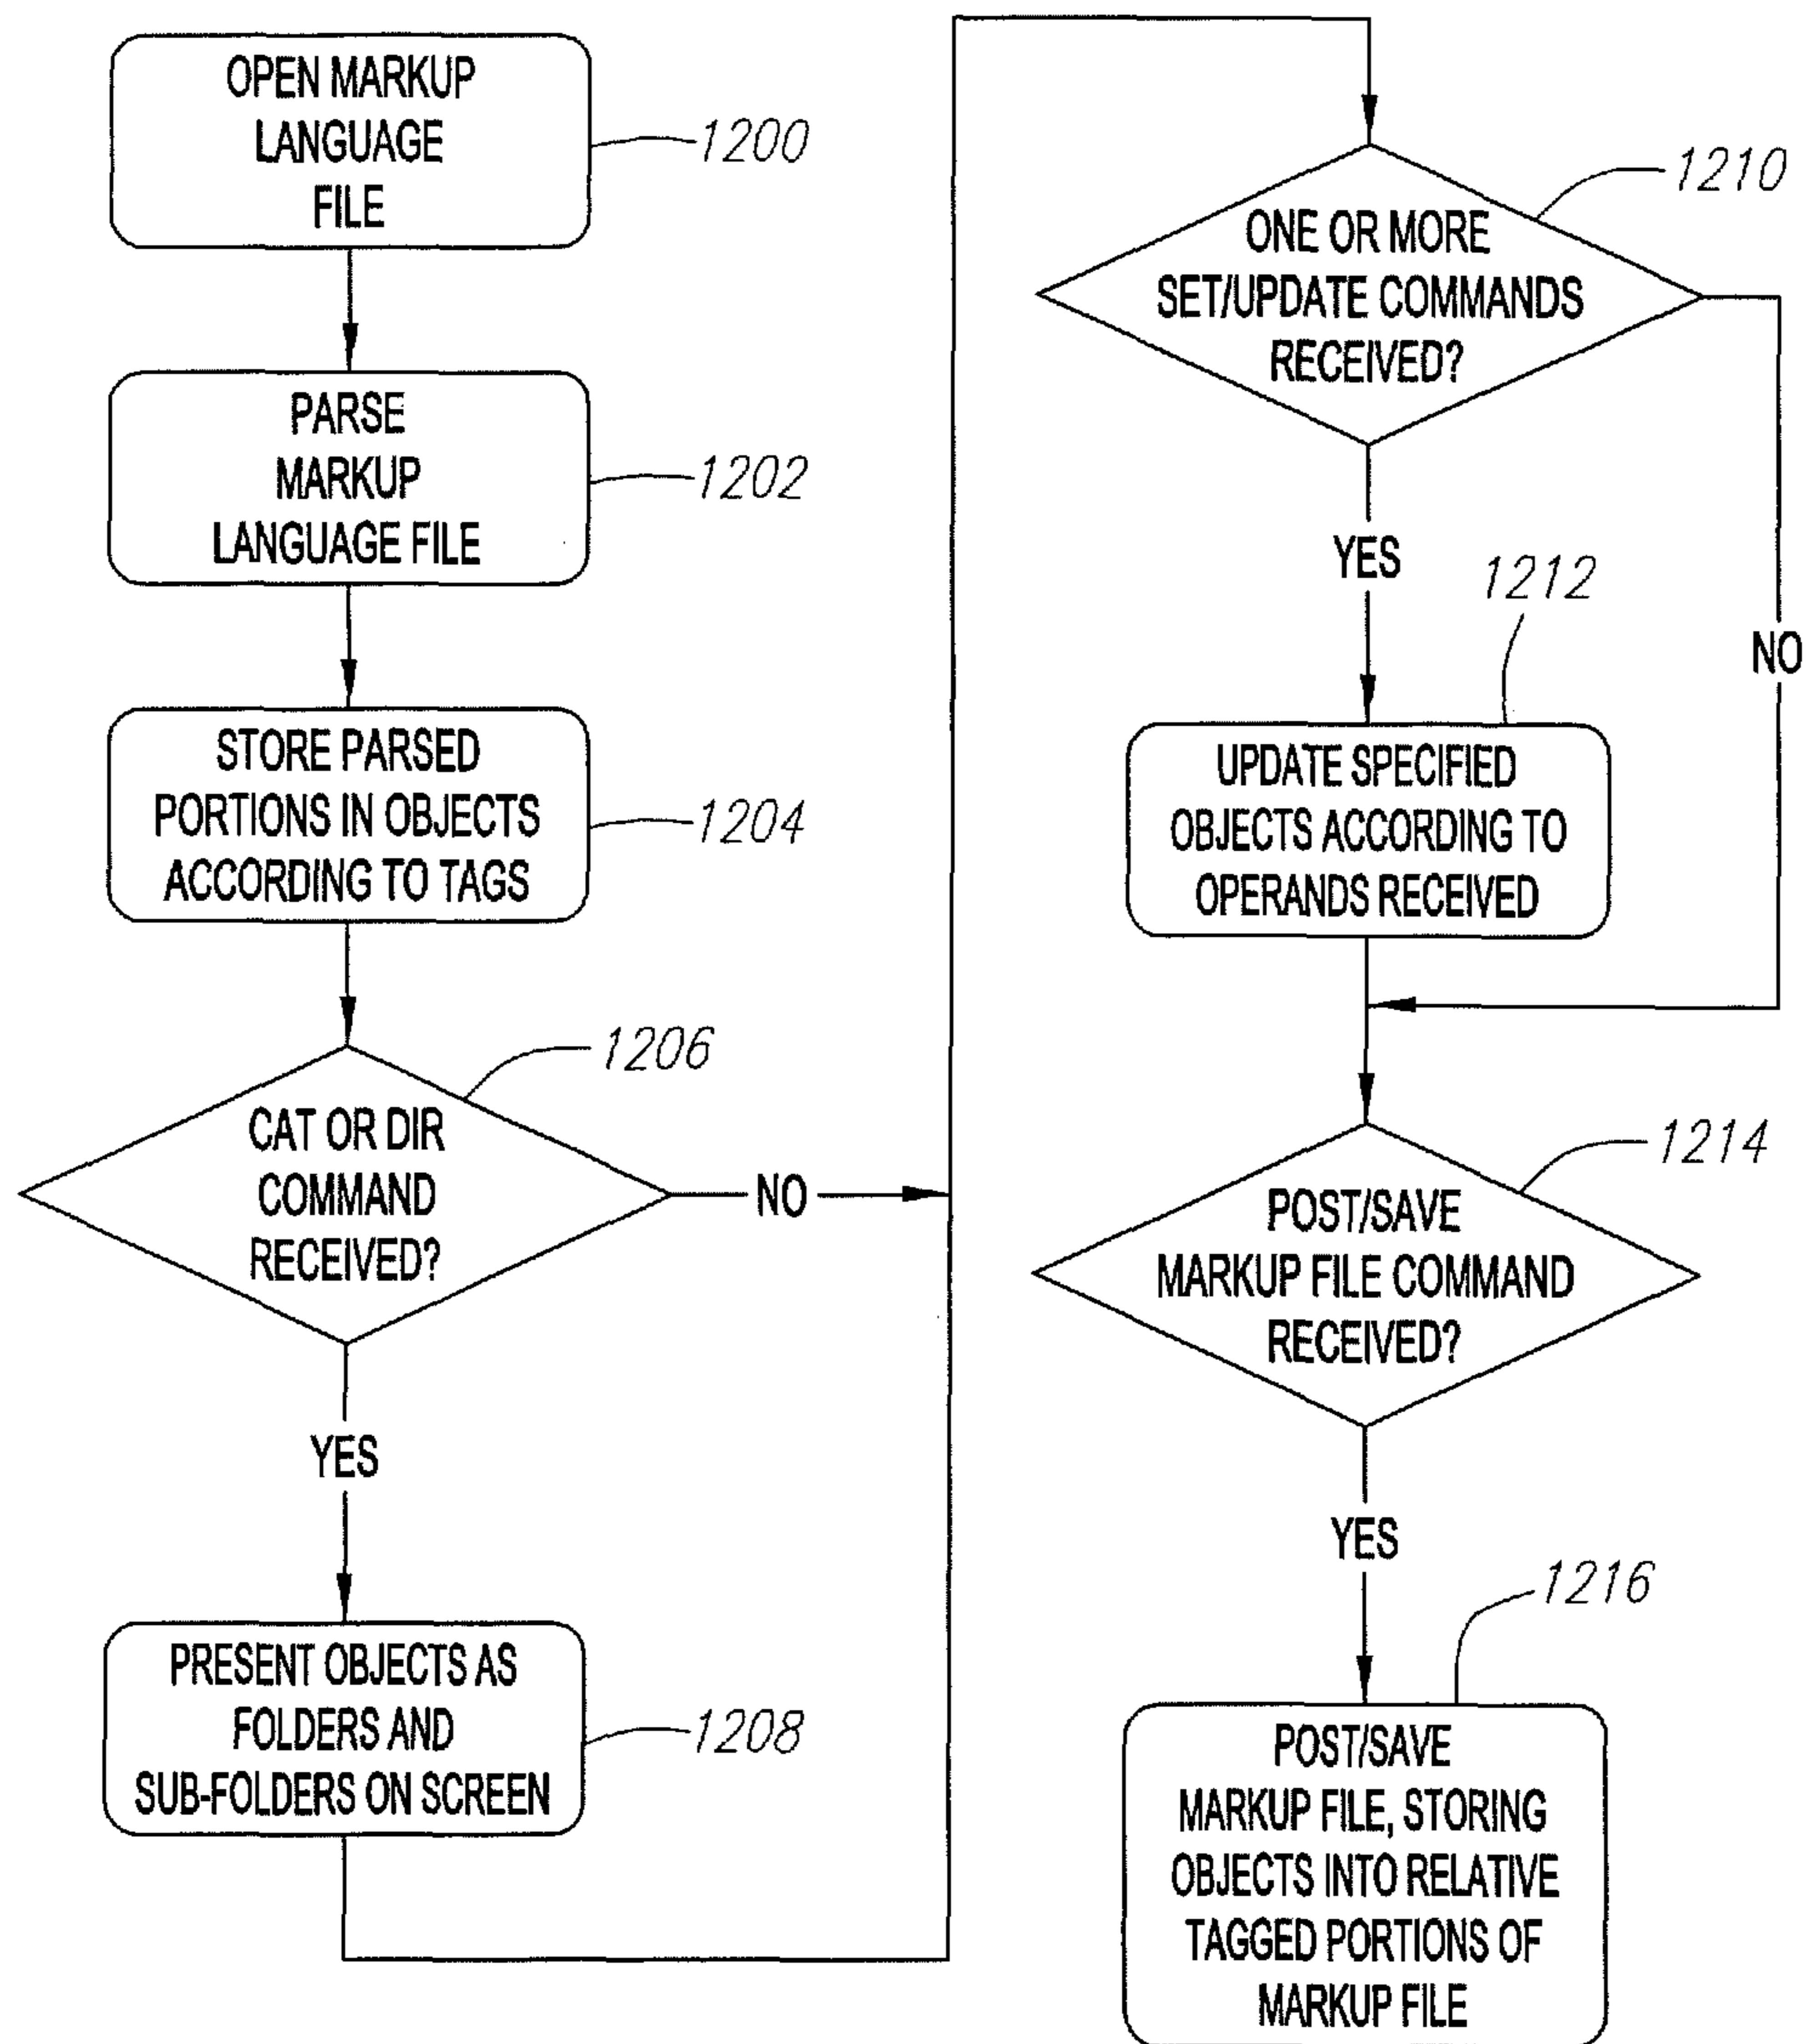 OPEN MARKUP
LANGUAGE
FILE
1200
PARSE
MARKUP
LANGUAGE FILE
1202
STORE PARSED
PORTIONS IN OBJECTS
ACCORDING TO TAGS
1204
1206
CAT OR DIR
COMMAND
RECEIVED?
NO
YES
PRESENT OBJECTS AS
FOLDERS AND
SUB-FOLDERS ON SCREEN
1208
1210
ONE OR MORE
SET/UPDATE COMMANDS
RECEIVED?
YES
NO
1212
UPDATE SPECIFIED
OBJECTS ACCORDING TO
OPERANDS RECEIVED
1214
POST/SAVE
MARKUP FILE COMMAND
RECEIVED?
YES
1216
POST/SAVE
MARKUP FILE, STORING
OBJECTS INTO RELATIVE
TAGGED PORTIONS OF
MARKUP FILE